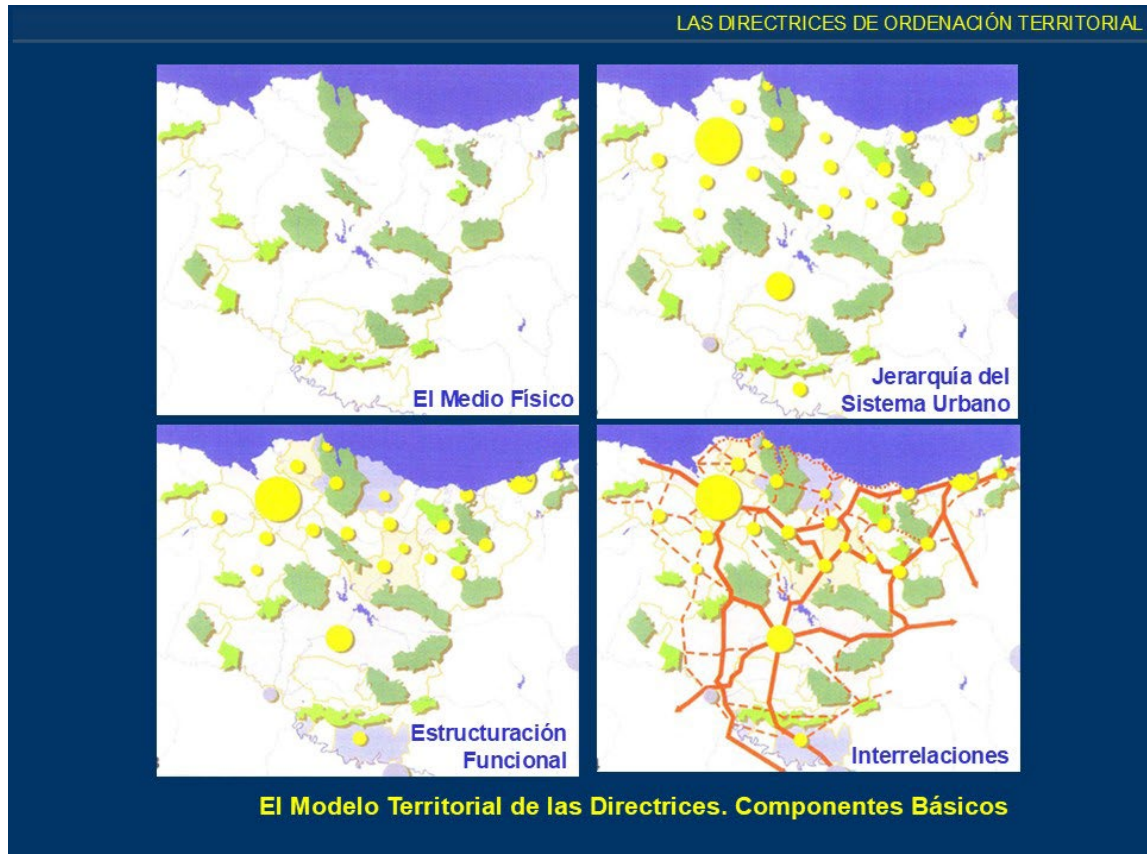 LAS DIRECTRICES DE ORDENACIÓN TERRITORIAL
El Medio Físico
Jerarquía del
Sistema Urbano
Estructuración
Funcional
Interrelaciones
El Modelo Territorial de las Directrices. Componentes Básicos